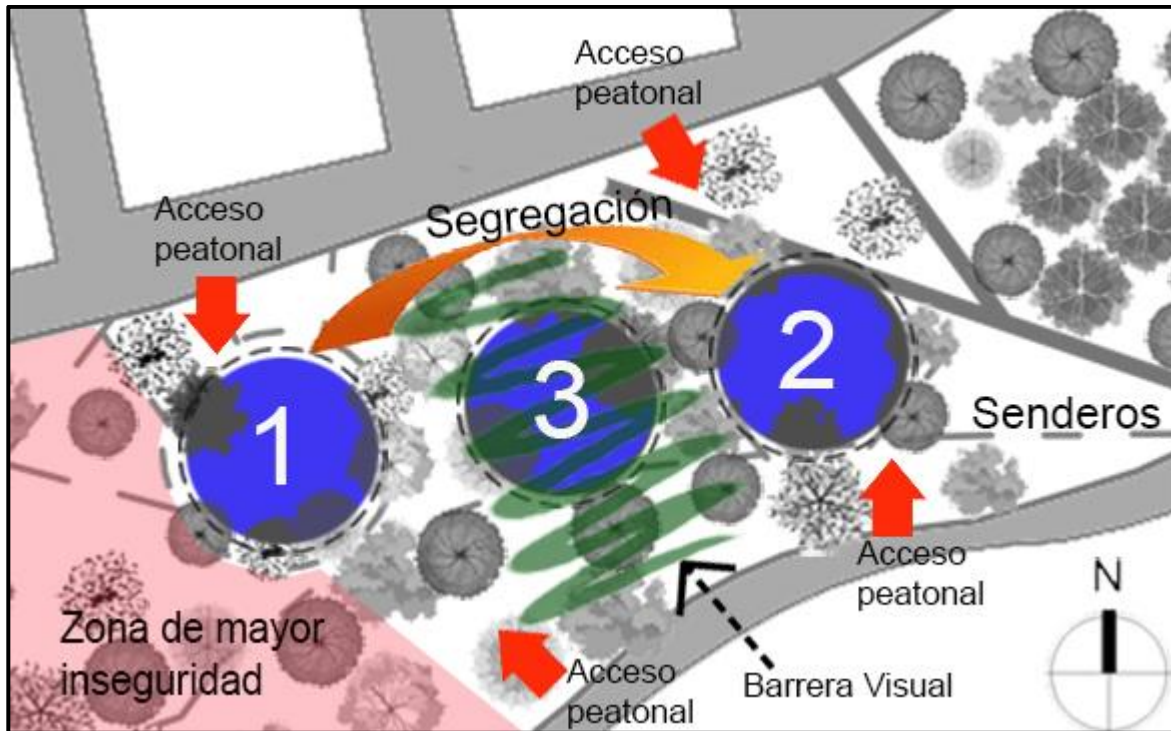 Acceso
peatonal
Acceso
peatonal
Segregación
1
3
2
Senderos
Zona de mayor
inseguridad
Acceso
peatonal
Acceso
peatonal
Barrera Visual
N